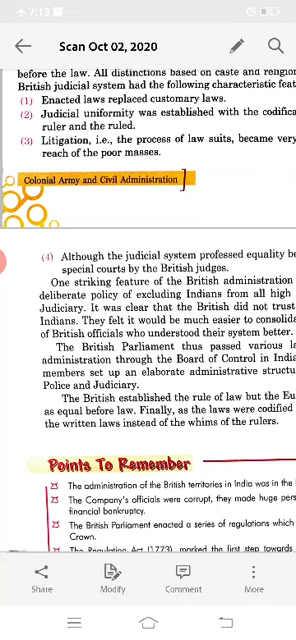 7:13
Scan Oct 02, 2020
before the law. All distinctions based on caste and religion
British judicial system had the following characteristic feat
(1) Enacted laws replaced customary laws.
(2) Judicial uniformity was established with the codifica
ruler and the ruled.
(3) Litigation, i.e., the process of law suits, became very
reach of the poor masses.
Colonial Army and Civil Administration
(4) Although the judicial system professed equality be
special courts by the British judges.
One striking feature of the British administration
deliberate policy of excluding Indians from all high
Judiciary. It was clear that the British did not trust
Indians. They felt it would be much easier to consolida
of British officials who understood their system better.
The British Parliament thus passed various la
administration through the Board of Control in India
members set up an elaborate administrative structu
Police and Judiciary.
The British established the rule of law but the Eu
as equal before law. Finally, as the laws were codified
the written laws instead of the whims of the rulers.
Points To Remember
The administration of the British territories in India was in the
The Company's officials were corrupt, they made huge pers
financial bankruptcy.
The British Parliament enacted a series of regulations which
Crown.
The Regulating Act (1773) marked the first step towards
Share
Modify
Comment
More